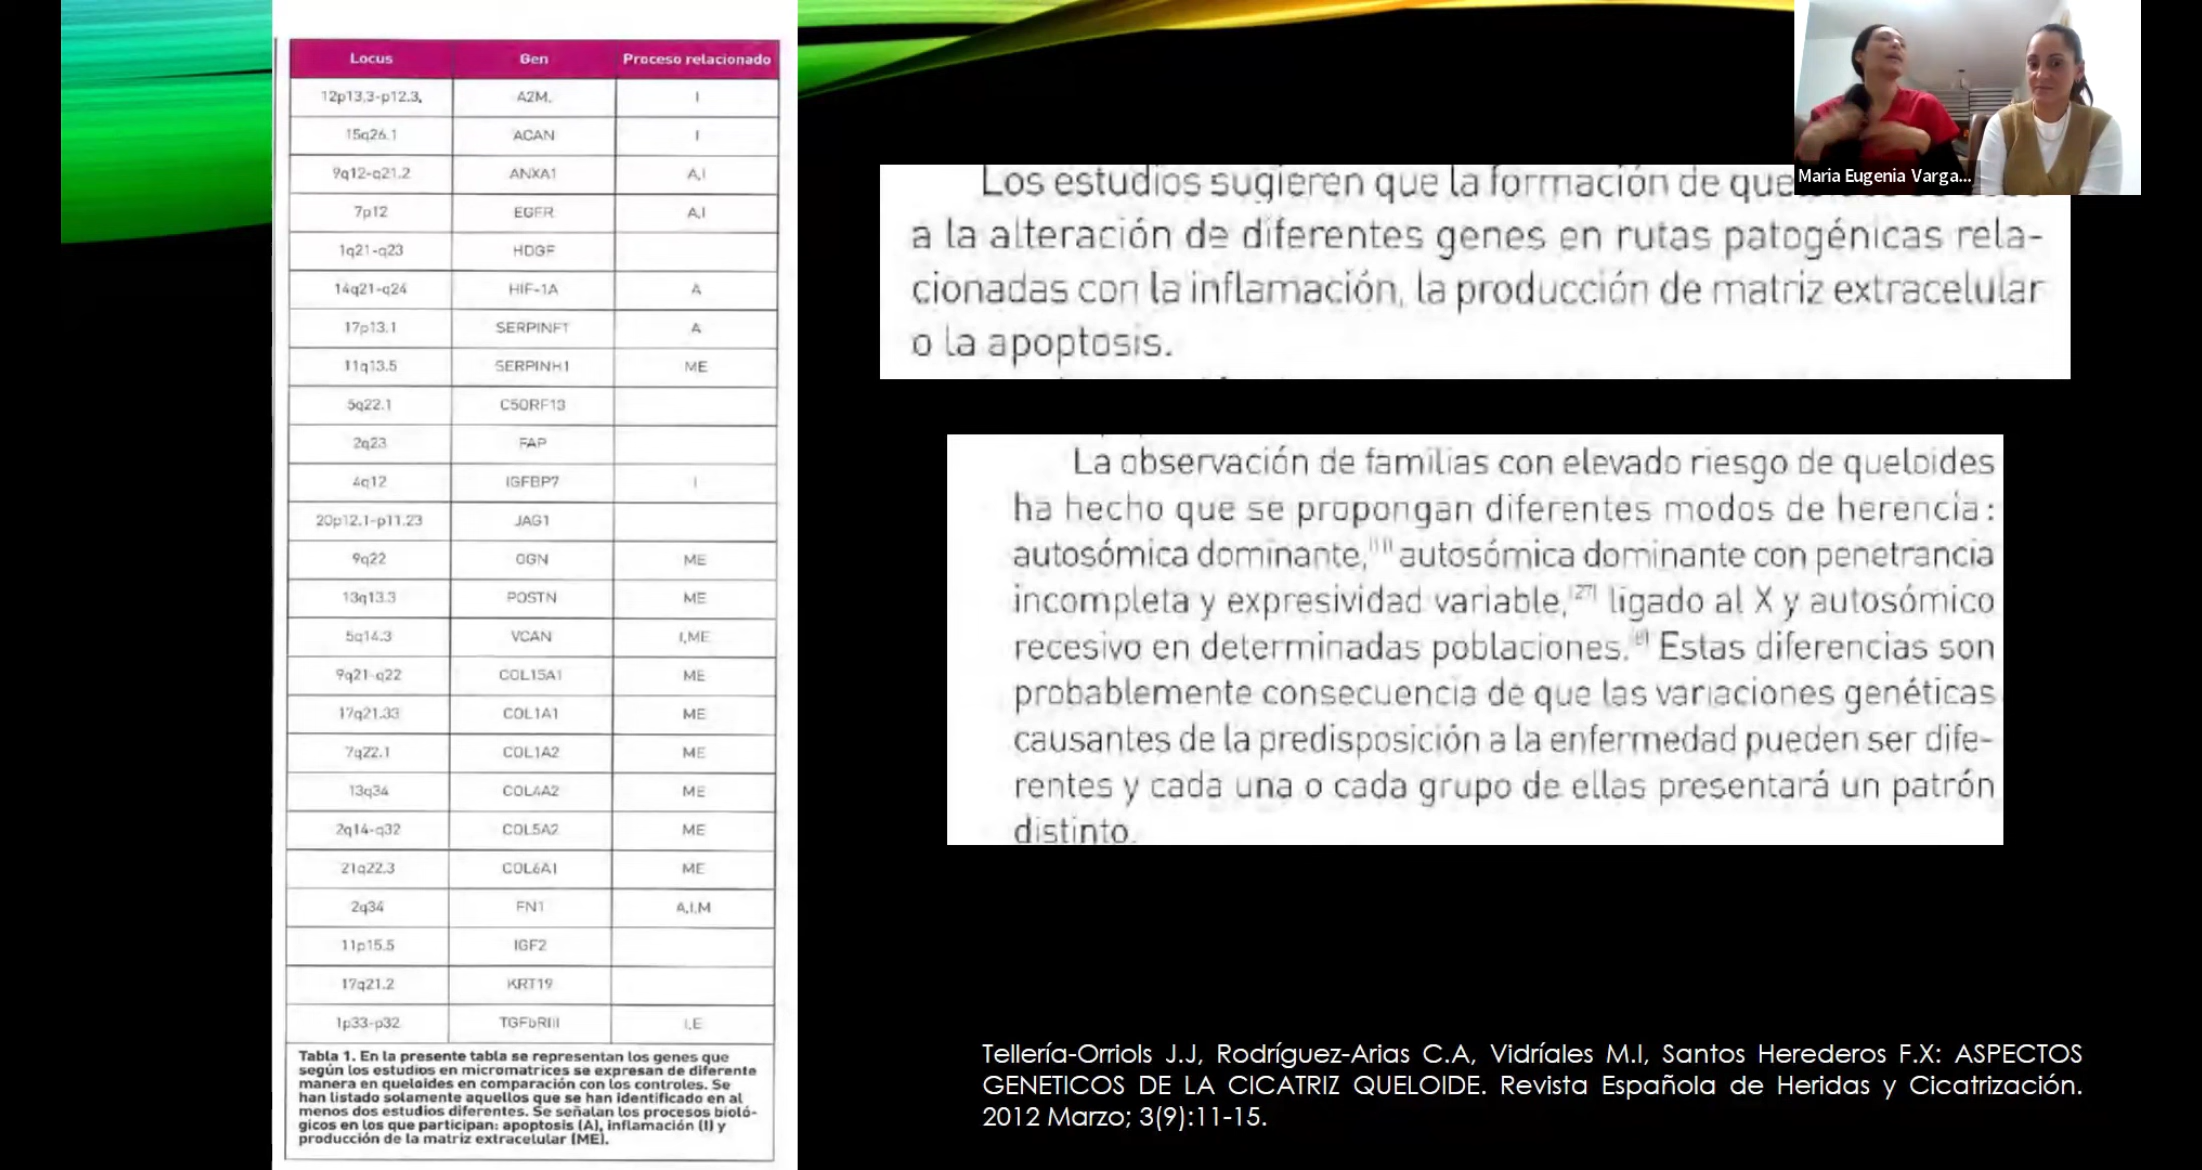 Locus Gen Proceso relacionado
12p13.3-p12.3, A2M, I
15q26.1 ACAN I
9q12-q21.2 ANXA1 A,I
7p12 EGFR A,I
1q21-q23 HDGF
14q21-q24 HIF-1A A
17p13.1 SERPINF1 A
11q13.5 SERPINH1 ME
5q22.1 C5ORF13
2q23 FAP
4q12 IGFBP7 I
20p12.1-p11.23 JAG1
9q22 OGN ME
13q13.3 POSTN ME
5q14.3 VCAN I,ME
9q21-q22 COL15A1 ME
17q21.33 COL1A1 ME
7q22.1 COL1A2 ME
13q34 COL4A2 ME
2q14-q32 COL5A2 ME
21q22.3 COL6A1 ME
2q34 FN1 A,I,M
11p15.5 IGF2
17q21.2 KRT19
1p33-p32 TGFbRIII I,E
Tabla 1. En la presente tabla se representan los genes que
según los estudios en micromatrices se expresan de diferente
manera en queloides en comparación con los controles. Se
han listado solamente aquellos que se han identificado en al
menos dos estudios diferentes. Se señalan los procesos bioló-
gicos en los que participan: apoptosis (A), inflamación (I) y
producción de la matriz extracelular (ME).
Maria Eugenia Varga...
Los estudios sugieren que la formación de que
a la alteración de diferentes genes en rutas patogénicas rela-
cionadas con la inflamación, la producción de matriz extracelular
o la apoptosis.
La observación de familias con elevado riesgo de queloides
ha hecho que se propongan diferentes modos de herencia:
autosómica dominante, autosómica dominante con penetrancia
incompleta y expresividad variable,[27] ligado al X y autosómico
recesivo en determinadas poblaciones. Estas diferencias son
probablemente consecuencia de que las variaciones genéticas
causantes de la predisposición a la enfermedad pueden ser dife-
rentes y cada una o cada grupo de ellas presentará un patrón
distinto.
Tellería-Orriols J.J, Rodríguez-Arias C.A, Vidríales M.I, Santos Herederos F.X: ASPECTOS
GENETICOS DE LA CICATRIZ QUELOIDE. Revista Española de Heridas y Cicatrización.
2012 Marzo; 3(9):11-15.